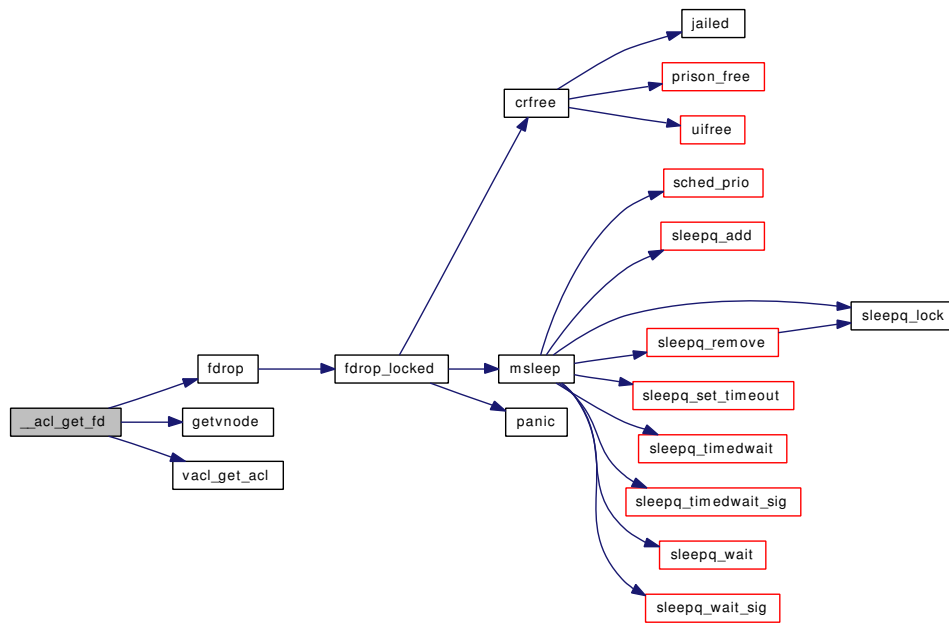 jailed
prison_free
crfree
uifree
sched_prio
sleepq_add
sleepq_lock
sleepq_remove
fdrop
fdrop_locked
msleep
sleepq_set_timeout
__acl_get_fd
getvnode
panic
sleepq_timedwait
vacl_get_acl
sleepq_timedwait_sig
sleepq_wait
sleepq_wait_sig